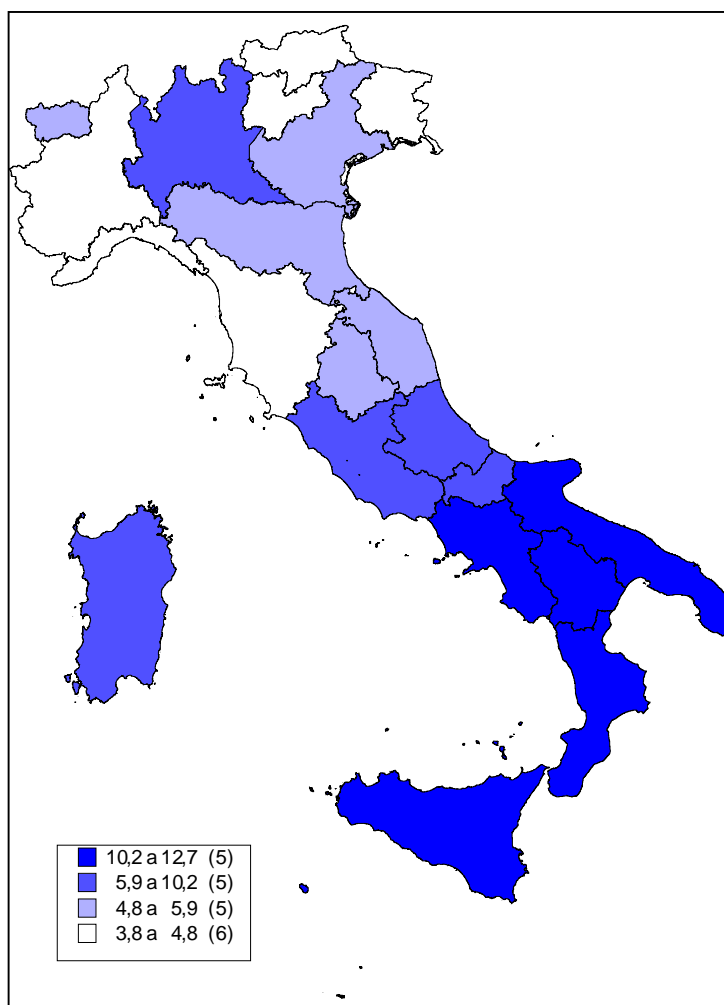 10,2 a 12,7 (5)
5,9 a 10,2 (5)
4,8 a 5,9 (5)
3,8 a 4,8 (6)